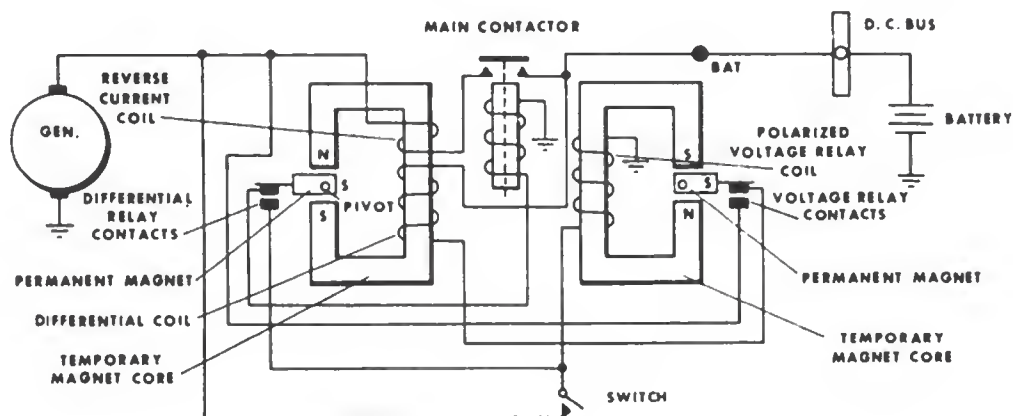 MAIN CONTACTOR
D.C. BUS
REVERSE
CURRENT
COIL
BAT
GEN.
BATTERY
POLARIZED
VOLTAGE RELAY
COIL
N
S
S
S
S
N
PIVOT
DIFFERENTIAL
RELAY
CONTACTS
VOLTAGE RELAY
CONTACTS
PERMANENT MAGNET
PERMANENT MAGNET
DIFFERENTIAL COIL
TEMPORARY
MAGNET CORE
TEMPORARY
MAGNET CORE
SWITCH